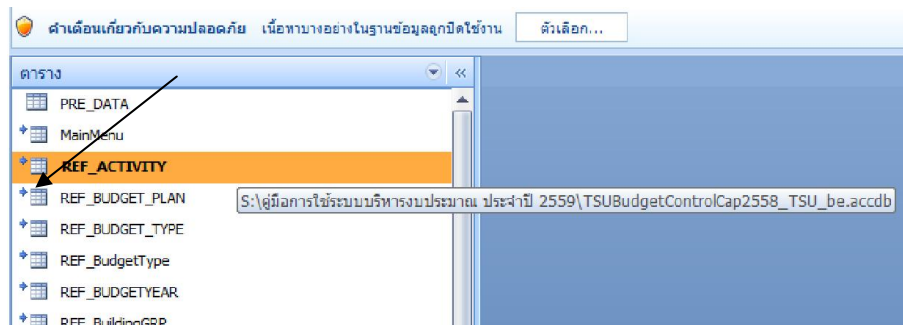 คำเตือนเกี่ยวกับความปลอดภัย เนื้อหาบางอย่างในฐานข้อมูลถูกปิดใช้งาน ตัวเลือก...
ตาราง
PRE_DATA
MainMenu
REF_ACTIVITY
REF_BUDGET_PLAN
S:\คู่มือการใช้ระบบบริหารงบประมาณ ประจำปี 2559\TSUBudgetControlCap2558_TSU_be.accdb
REF_BUDGET_TYPE
REF_BudgetType
REF_BUDGETYEAR
REF_BuildingGRP